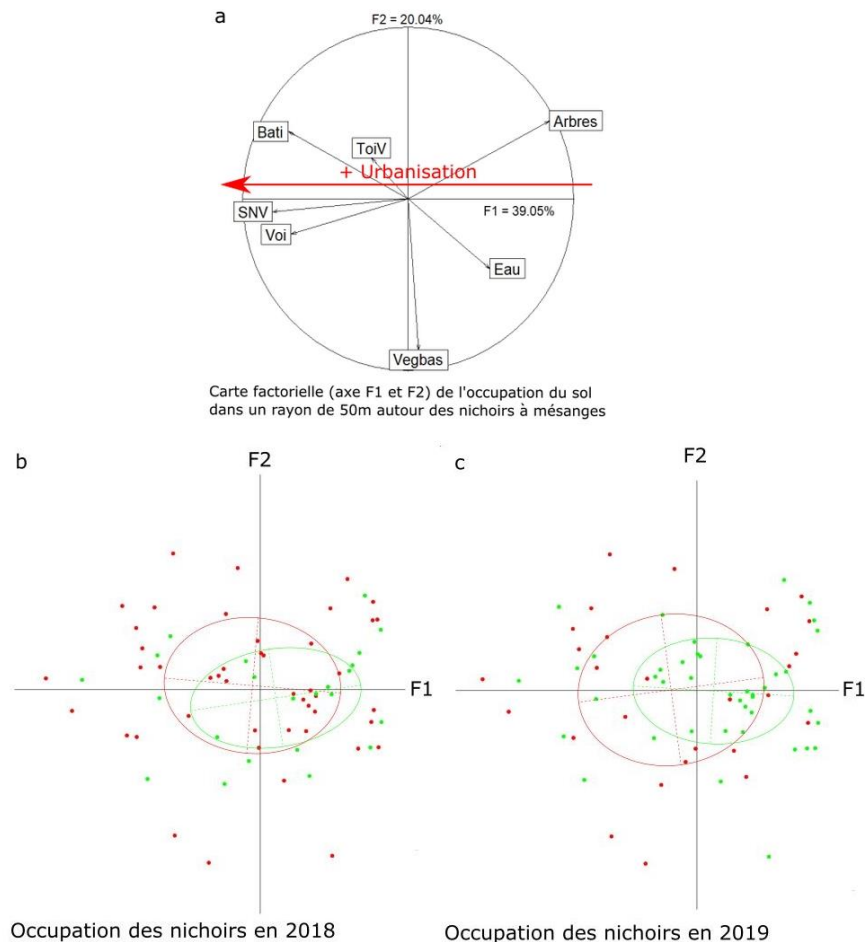 a
F2 = 20.04%
Arbres
Bati
ToiV
+ Urbanisation
SNV
F1 = 39.05%
Voi
Eau
Vegbas
Carte factorielle (axe F1 et F2) de l'occupation du sol
dans un rayon de 50m autour des nichoirs à mésanges
b
F2
F1
Occupation des nichoirs en 2018
c
F2
F1
Occupation des nichoirs en 2019